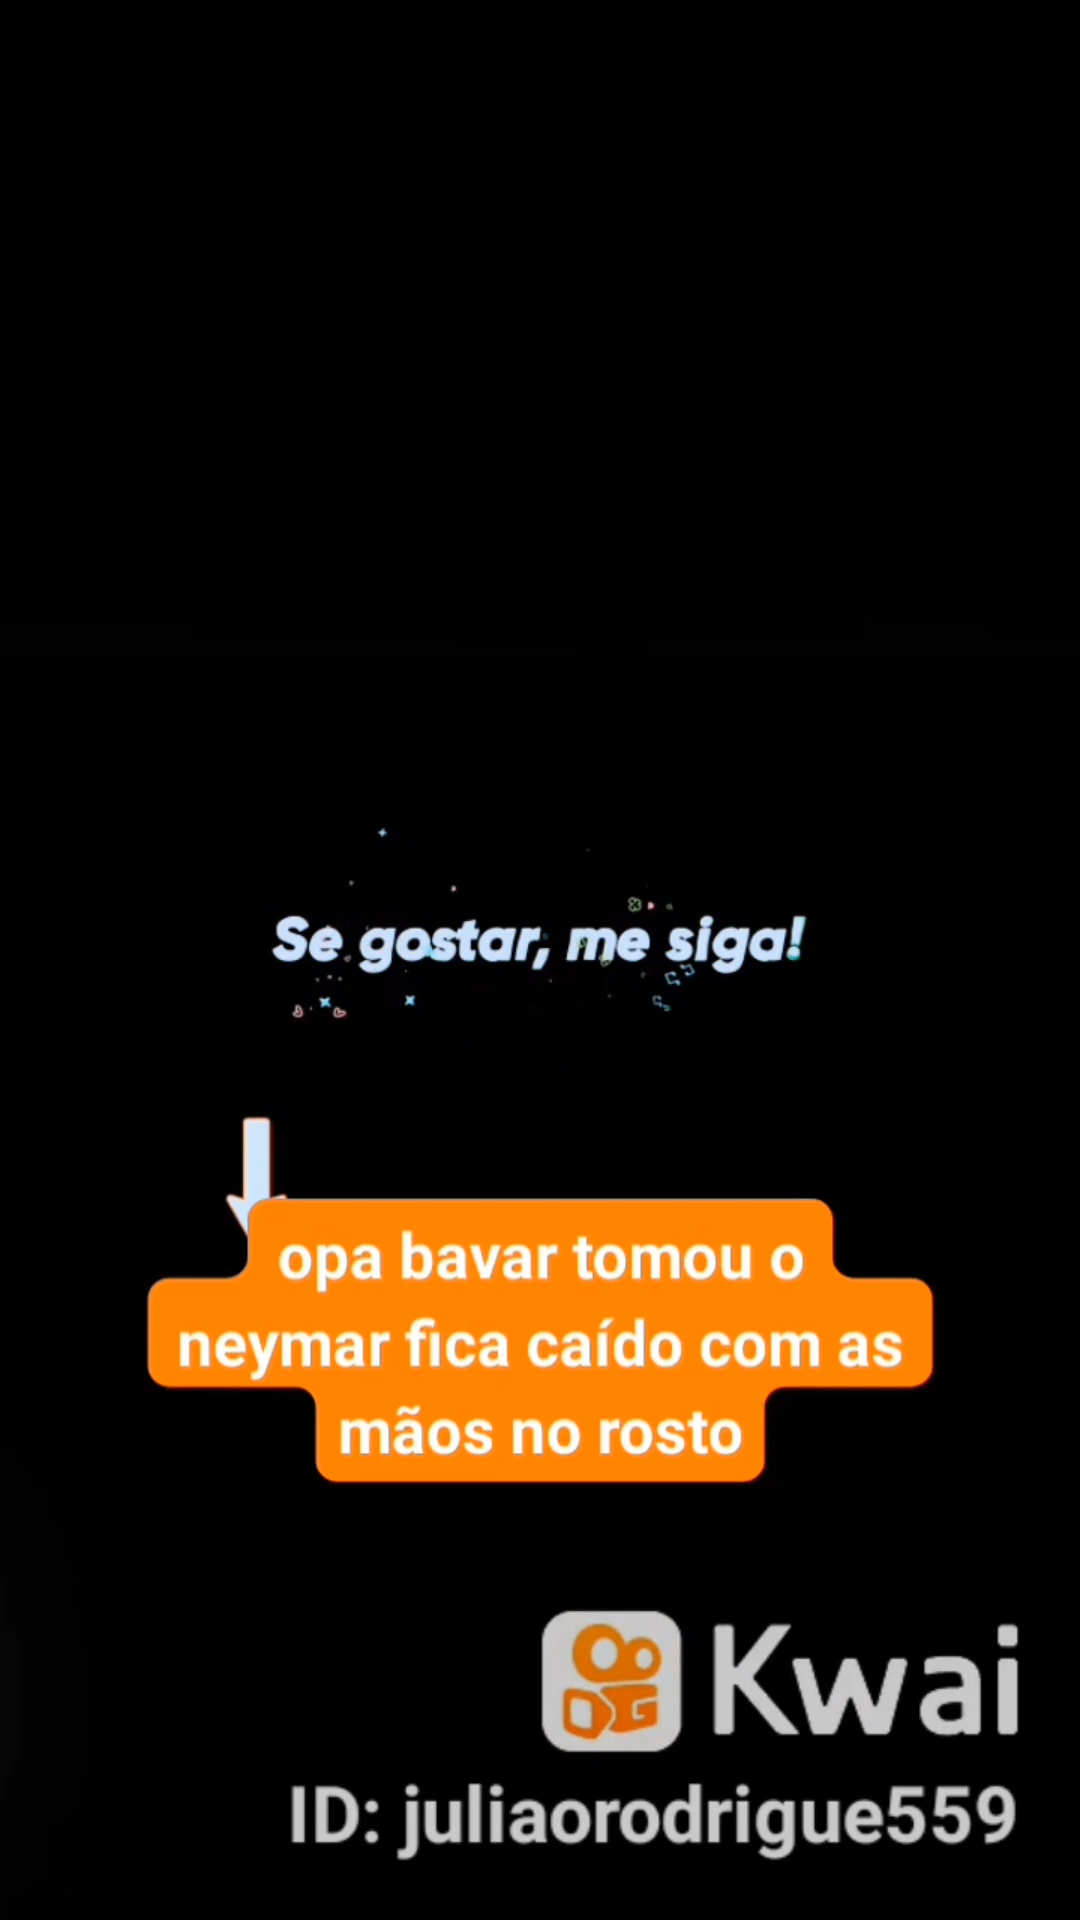 Se gostar, me siga!
opa bavar tomou o
neymar fica caído com as
mãos no rosto
Kwai
ID: juliaorodrigue559